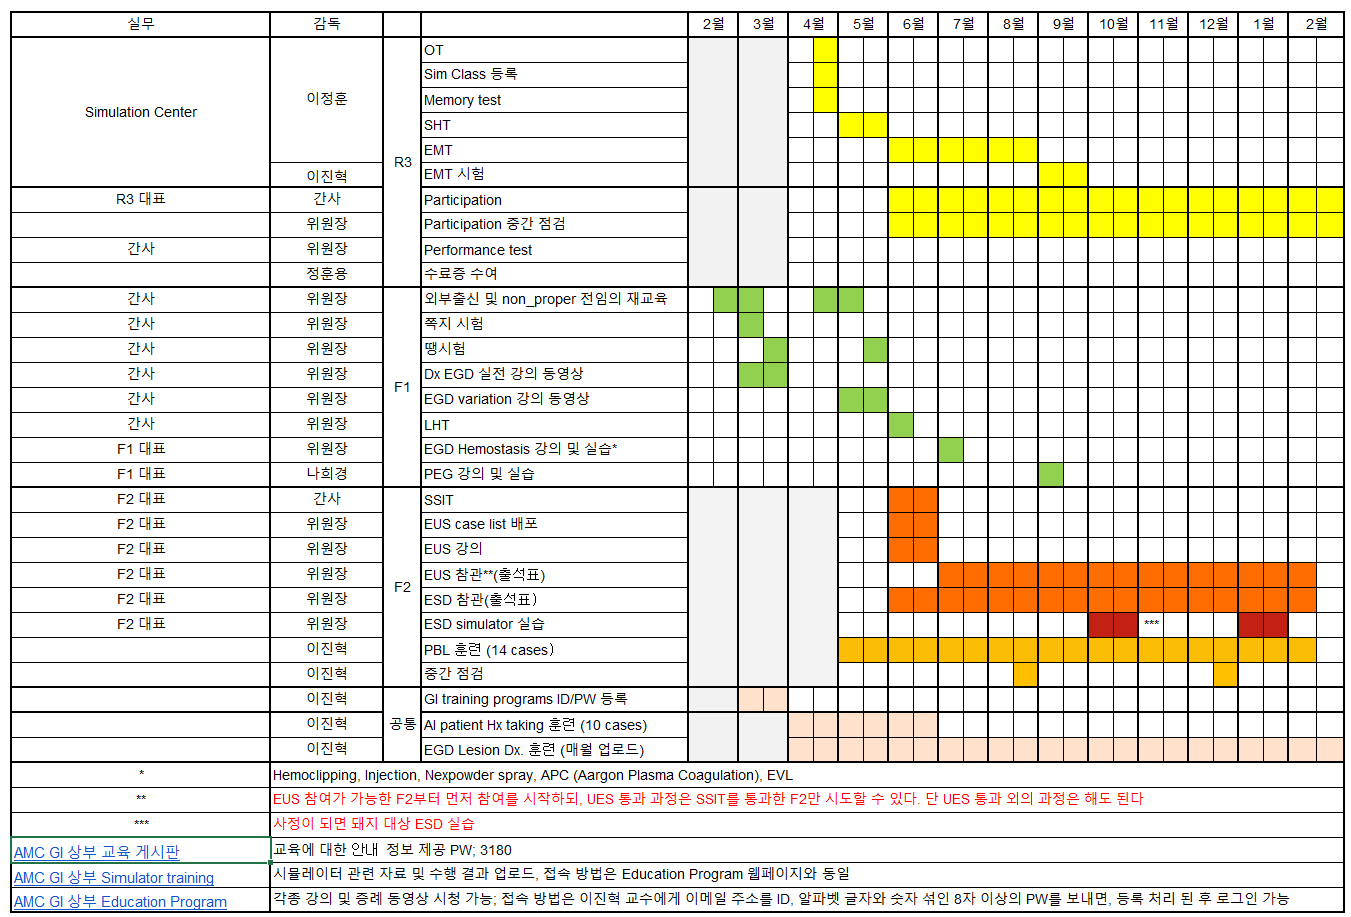 실무 감독 2월 3월 4월 5월 6월 7월 8월 9월 10월 11월 12월 1월 2월
Simulation Center 이정훈 R3 OT
Sim Class 등록
Memory test
SHT
EMT
이진혁 EMT 시험
R3 대표 간사 Participation
위원장 Participation 중간 점검
간사 위원장 Performance test
정훈용 수료증 수여
간사 위원장 F1 외부출신 및 non_proper 전임의 재교육
간사 위원장 쪽지 시험
간사 위원장 땡시험
간사 위원장 Dx EGD 실전 강의 동영상
간사 위원장 EGD variation 강의 동영상
간사 위원장 LHT
F1 대표 위원장 EGD Hemostasis 강의 및 실습*
F1 대표 나희경 PEG 강의 및 실습
F2 대표 간사 F2 SSIT
F2 대표 위원장 EUS case list 배포
F2 대표 위원장 EUS 강의
F2 대표 위원장 EUS 참관**(출석표)
F2 대표 위원장 ESD 참관(출석표)
F2 대표 위원장 ESD simulator 실습 ***
이진혁 PBL 훈련 (14 cases)
이진혁 중간 점검
이진혁 공통 GI training programs ID/PW 등록
이진혁 AI patient Hx taking 훈련 (10 cases)
이진혁 EGD Lesion Dx. 훈련 (매월 업로드)
* Hemoclipping, Injection, Nexpowder spray, APC (Aargon Plasma Coagulation), EVL
** EUS 참여가 가능한 F2부터 먼저 참여를 시작하되, UES 통과 과정은 SSIT를 통과한 F2만 시도할 수 있다. 단 UES 통과 외의 과정은 해도 된다
*** 사정이 되면 돼지 대상 ESD 실습
AMC GI 상부 교육 게시판 교육에 대한 안내 정보 제공 PW; 3180
AMC GI 상부 Simulator training 시뮬레이터 관련 자료 및 수행 결과 업로드, 접속 방법은 Education Program 웹페이지와 동일
AMC GI 상부 Education Program 각종 강의 및 증례 동영상 시청 가능; 접속 방법은 이진혁 교수에게 이메일 주소를 ID, 알파벳 글자와 숫자 섞인 8자 이상의 PW를 보내면, 등록 처리 된 후 로그인 가능